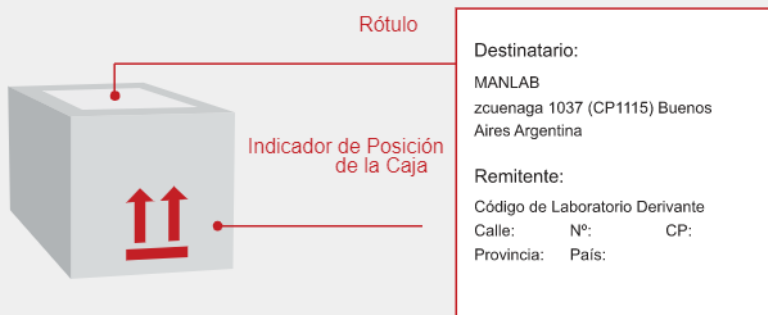 Rótulo
Indicador de Posición
de la Caja
Destinatario:
MANLAB
zcuenaga 1037 (CP1115) Buenos
Aires Argentina
Remitente:
Código de Laboratorio Derivante
Calle: Nº: CP:
Provincia: País: